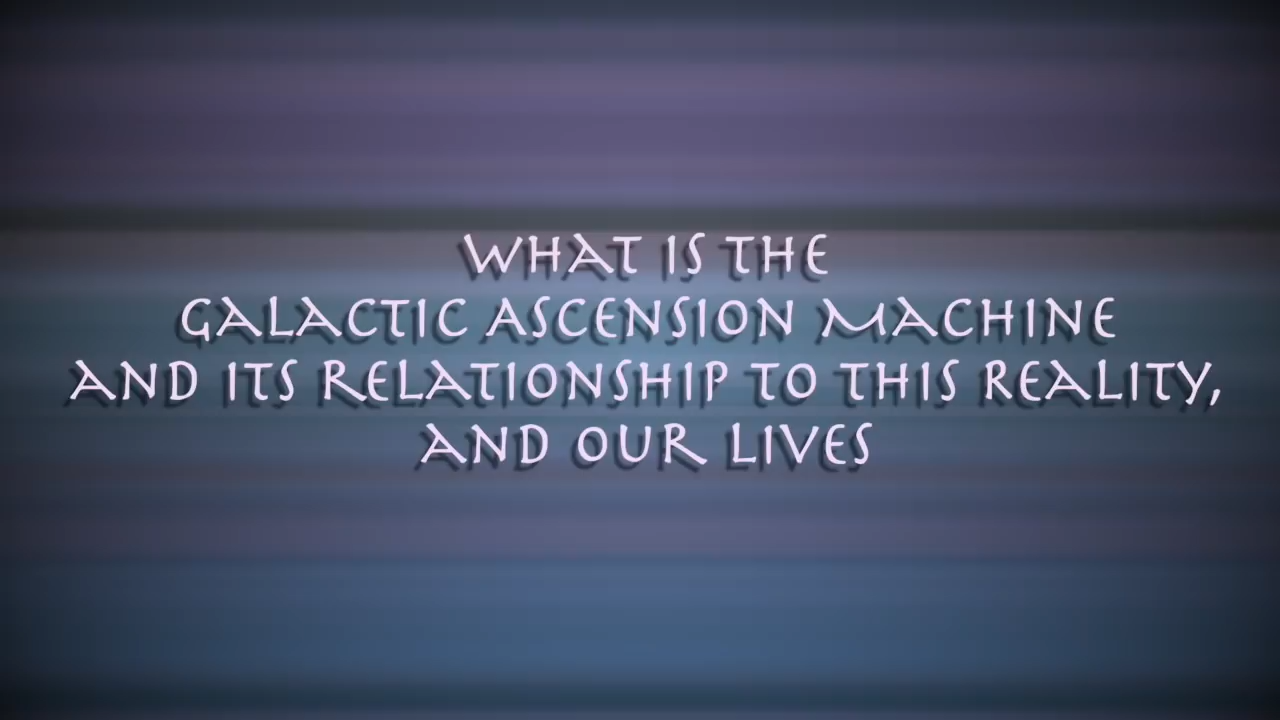 WHAT IS THE
GALACTIC ASCENSION MACHINE
AND ITS RELATIONSHIP TO THIS REALITY,
AND OUR LIVES